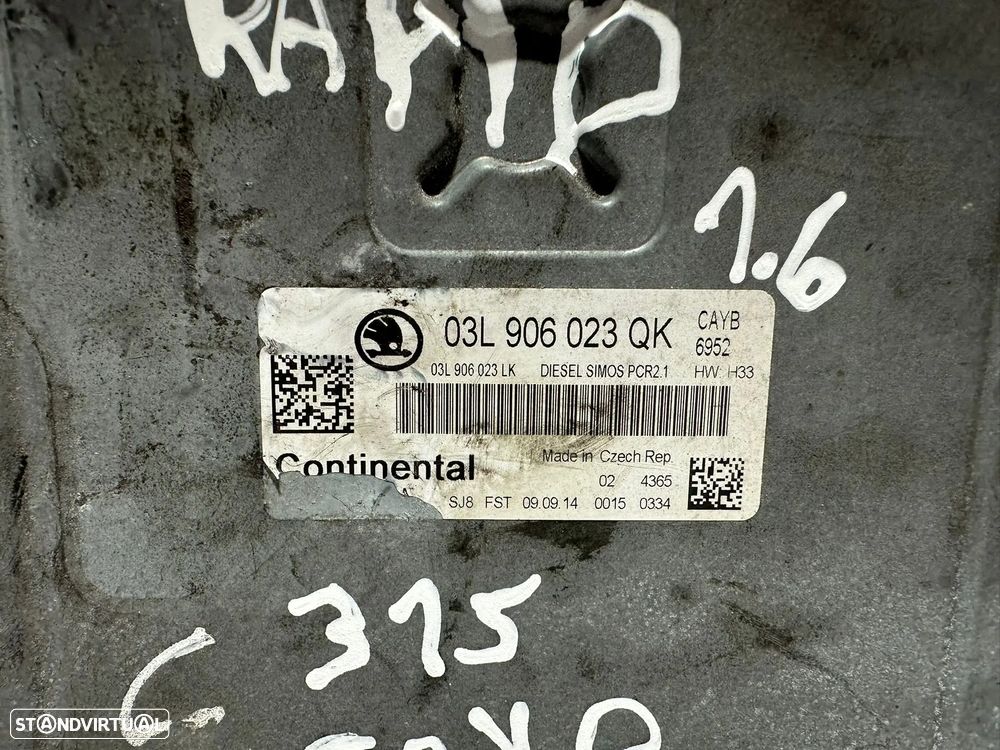 RAPID
1.6
03L 906 023 QK CAYB
6952
03L 906 023 LK DIESEL SIMOS PCR2.1 HW: H33
Continental
Made in Czech Rep.
02 4365
SJ8 FST 09.09.14 0015 0334
315
STANDVIRTUAL